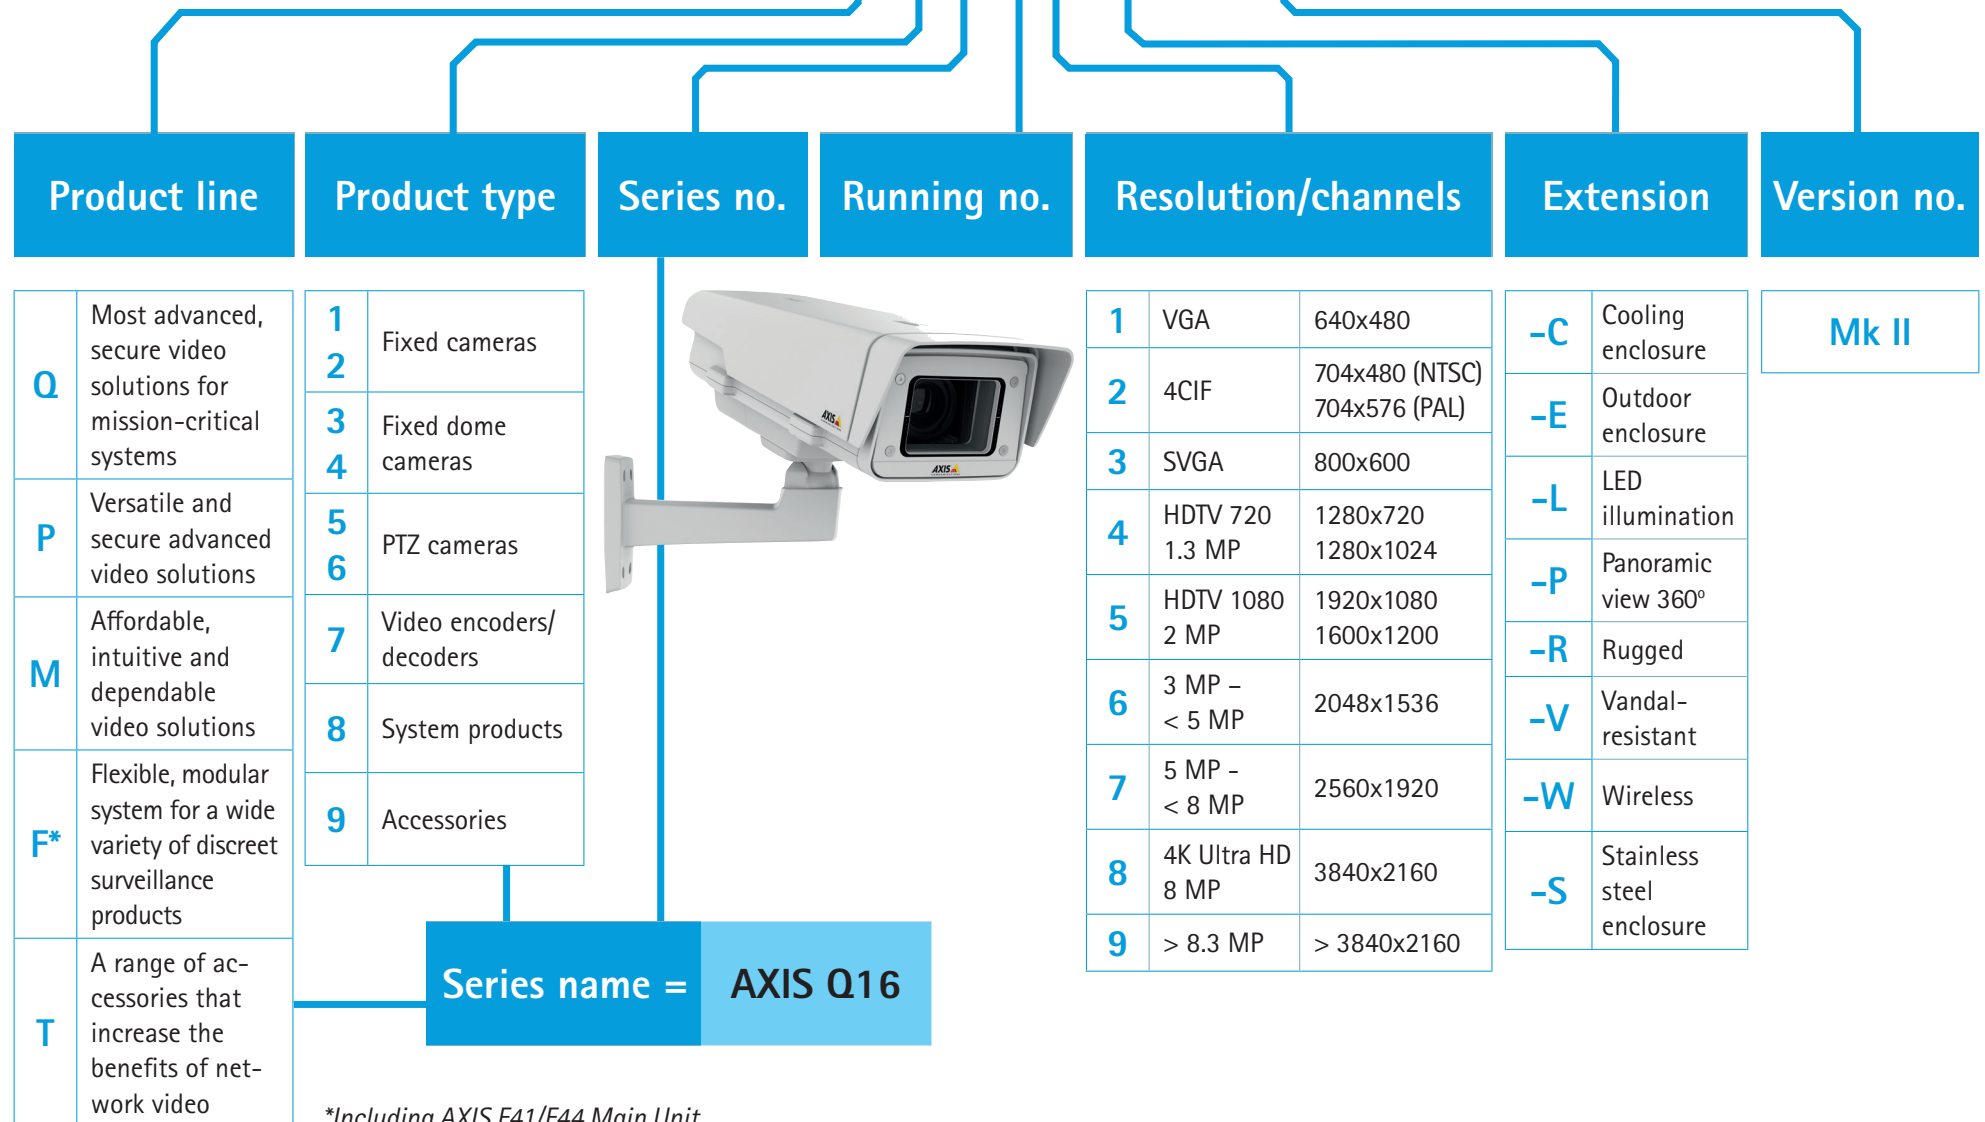 Product line
Product type
Series no.
Running no.
Resolution/channels
Extension
Version no.
Q
Most advanced,
secure video
solutions for
mission-critical
systems
P
Versatile and
secure advanced
video solutions
M
Affordable,
intuitive and
dependable
video solutions
F*
Flexible, modular
system for a wide
variety of discreet
surveillance
products
T
A range of ac-
cessories that
increase the
benefits of net-
work video
1
2
Fixed cameras
3
4
Fixed dome
cameras
5
6
PTZ cameras
7
Video encoders/
decoders
8
System products
9
Accessories
AXIS
AXIS
Series name =
AXIS Q16
*Including AXIS F41/F44 Main Unit
1
VGA
640x480
2
4CIF
704x480 (NTSC)
704x576 (PAL)
3
SVGA
800x600
4
HDTV 720
1.3 MP
1280x720
1280x1024
5
HDTV 1080
2 MP
1920x1080
1600x1200
6
3 MP –
< 5 MP
2048x1536
7
5 MP -
< 8 MP
2560x1920
8
4K Ultra HD
8 MP
3840x2160
9
> 8.3 MP
> 3840x2160
-C
Cooling
enclosure
-E
Outdoor
enclosure
-L
LED
illumination
-P
Panoramic
view 360º
-R
Rugged
-V
Vandal-
resistant
-W
Wireless
-S
Stainless
steel
enclosure
Mk II